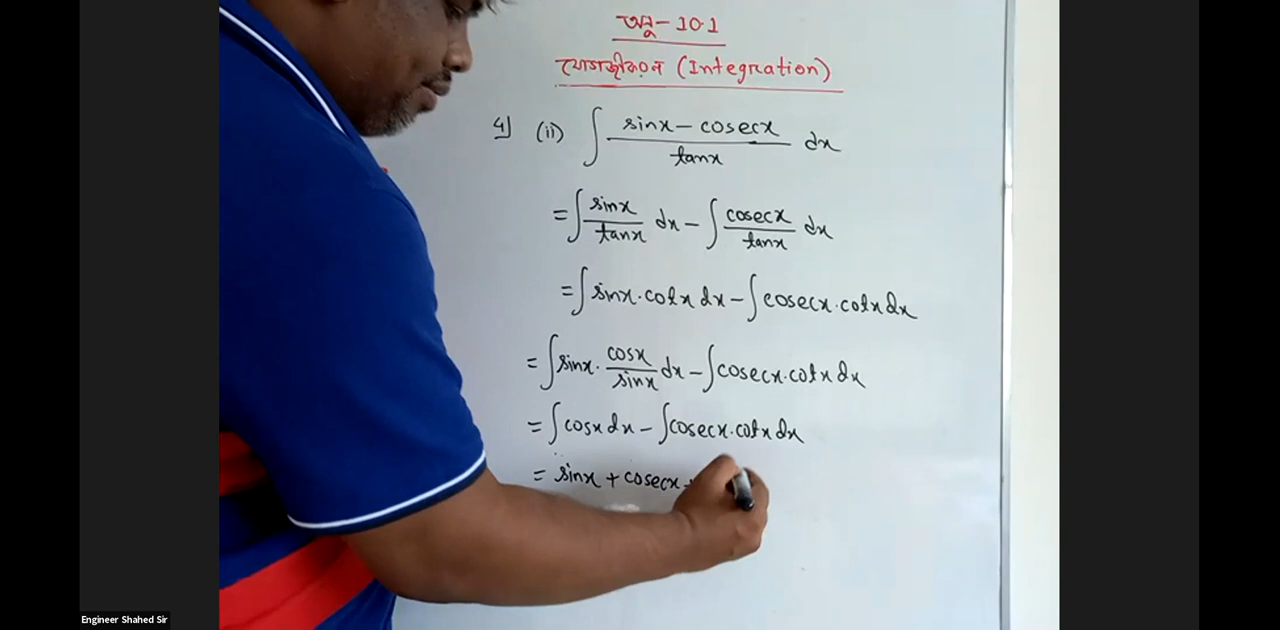 অনু - 10.1
যোগজীকরন (Integration)
4) (ii) ∫ (sinx - cosecx)/tanx dx
= ∫ sinx/tanx dx - ∫ cosecx/tanx dx
= ∫ sinx.cotx dx - ∫ cosecx.cotx dx
= ∫ sinx. cosx/sinx dx - ∫ cosecx.cotx dx
= ∫ cosx dx - ∫ cosecx.cotx dx
= sinx + cosecx
Engineer Shahed Sir